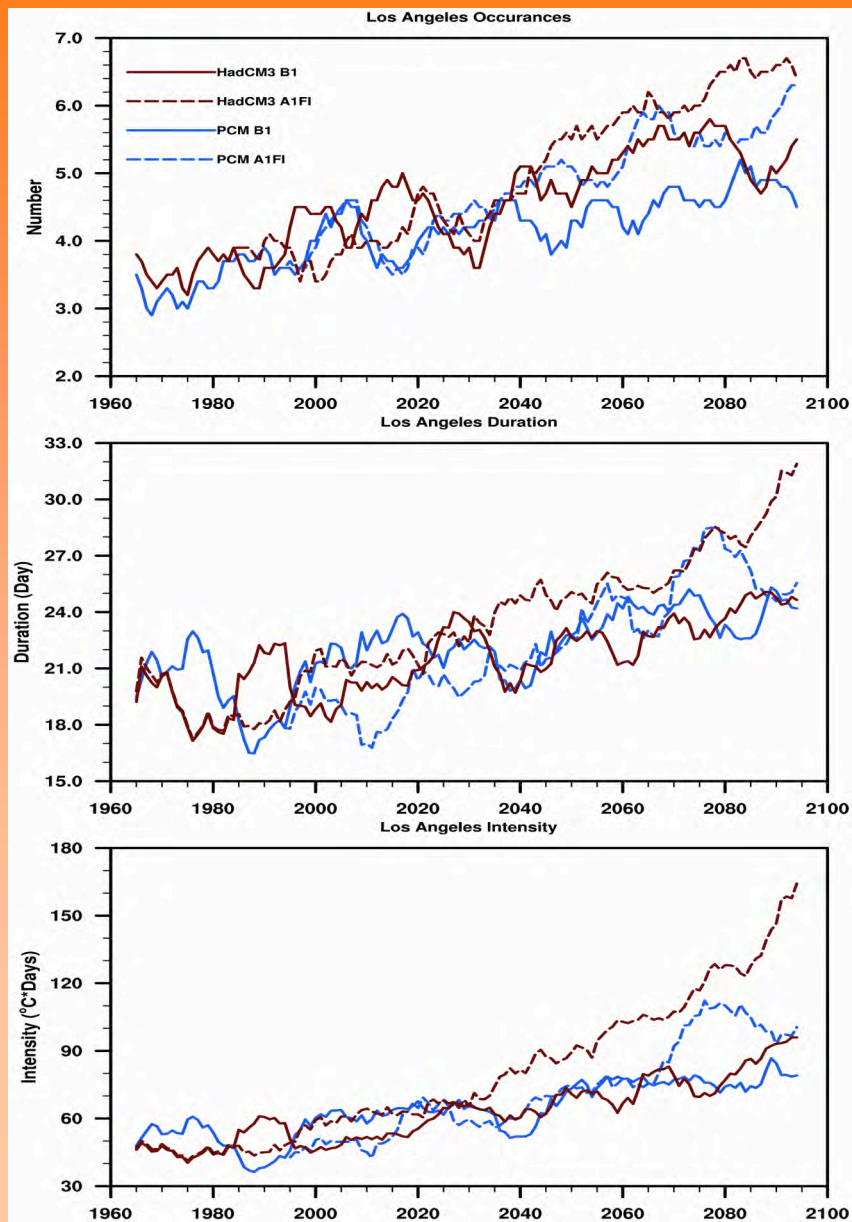 Los Angeles Occurances
7.0
6.0
5.0
4.0
3.0
2.0
Number
HadCM3 B1
HadCM3 A1FI
PCM B1
PCM A1FI
1960 1980 2000 2020 2040 2060 2080 2100
Los Angeles Duration
33.0
30.0
27.0
24.0
21.0
18.0
15.0
Duration (Day)
1960 1980 2000 2020 2040 2060 2080 2100
Los Angeles Intensity
180
150
120
90
60
30
Intensity (°C*Days)
1960 1980 2000 2020 2040 2060 2080 2100